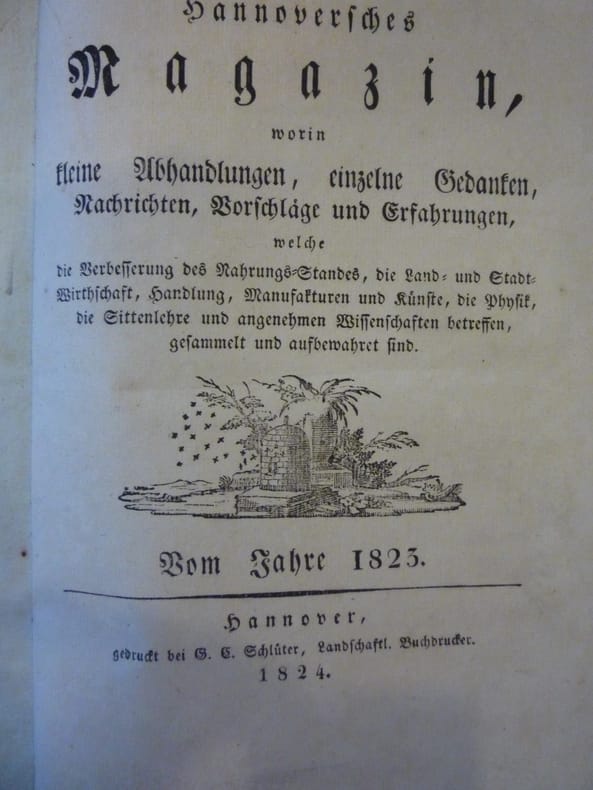 Hannoversches
Magazin,
worin
kleine Abhandlungen, einzelne Gedanken,
Nachrichten, Vorschläge und Erfahrungen,
welche
die Verbesserung des Nahrungs-Standes, die Land- und Stadt-
Wirthschaft, Handlung, Manufakturen und Künste, die Physik,
die Sittenlehre und angenehmen Wissenschaften betreffen,
gesammelt und aufbewahret sind.
Vom Jahre 1823.
Hannover,
gedruckt bei G. C. Schlüter, Landschaftl. Buchdrucker.
1824.